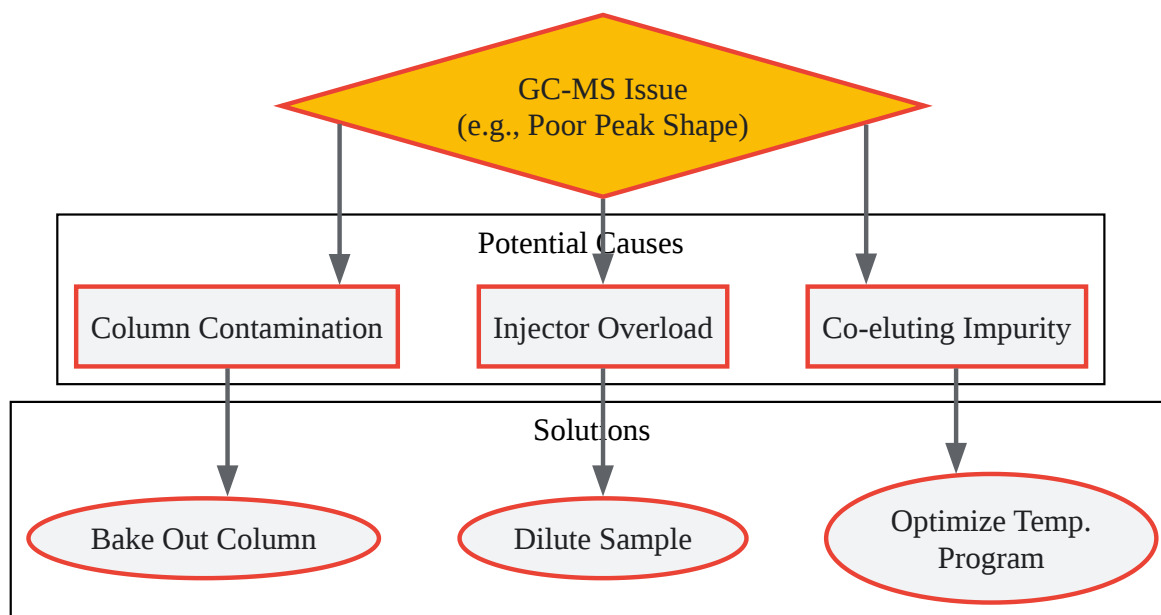 GC-MS Issue
(e.g., Poor Peak Shape)
Potential Causes
Column Contamination
Injector Overload
Co-eluting Impurity
Solutions
Bake Out Column
Dilute Sample
Optimize Temp.
Program